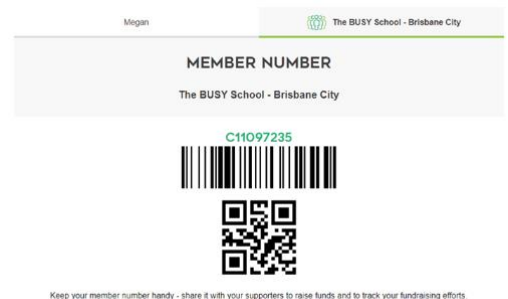 Megan
The BUSY School - Brisbane City
MEMBER NUMBER
The BUSY School - Brisbane City
C11097235
Keep your member number handy - share it with your supporters to raise funds and to track your fundraising efforts